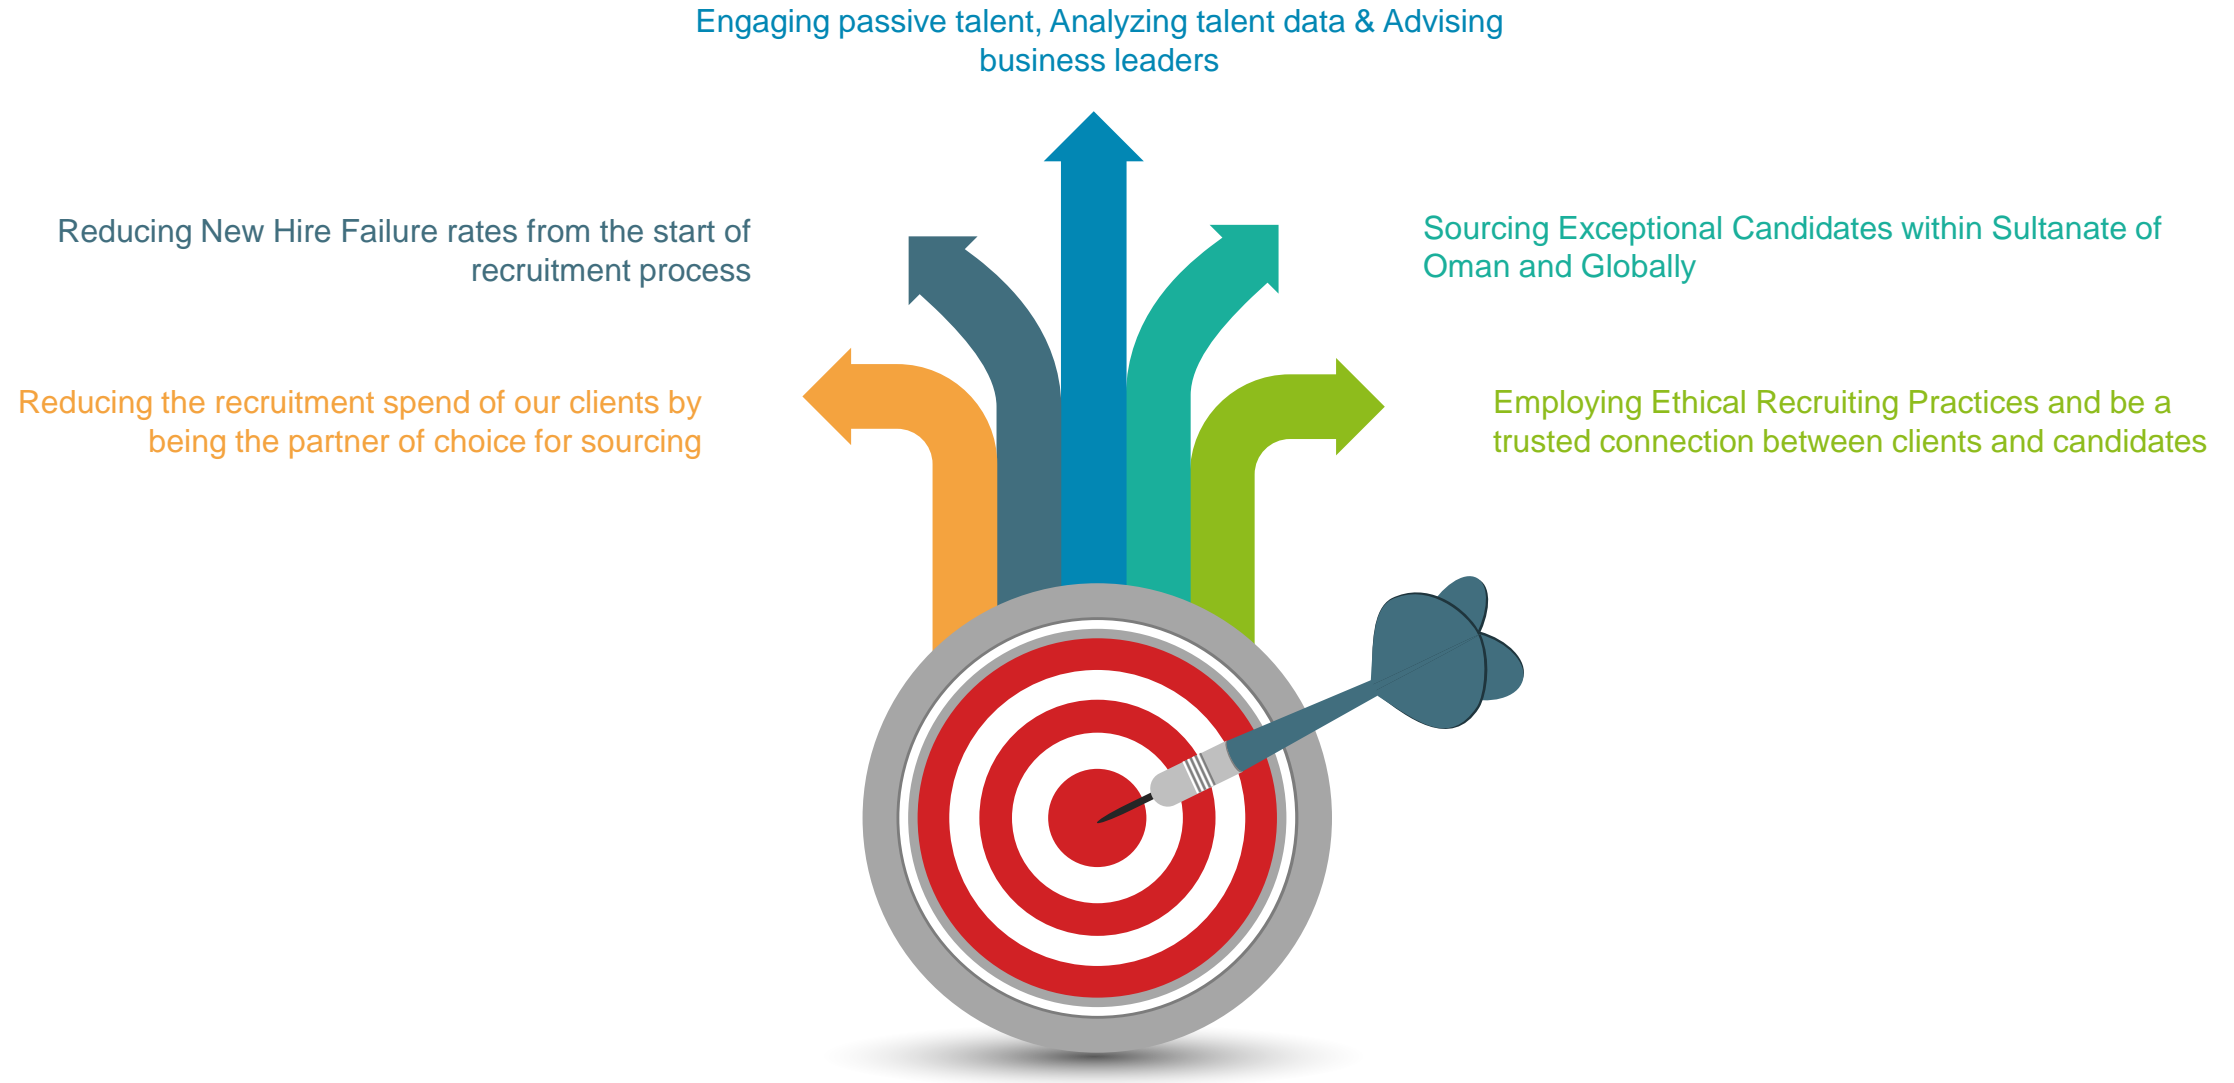 Engaging passive talent, Analyzing talent data & Advising
business leaders
Reducing New Hire Failure rates from the start of
recruitment process
Sourcing Exceptional Candidates within Sultanate of
Oman and Globally
Reducing the recruitment spend of our clients by
being the partner of choice for sourcing
Employing Ethical Recruiting Practices and be a
trusted connection between clients and candidates